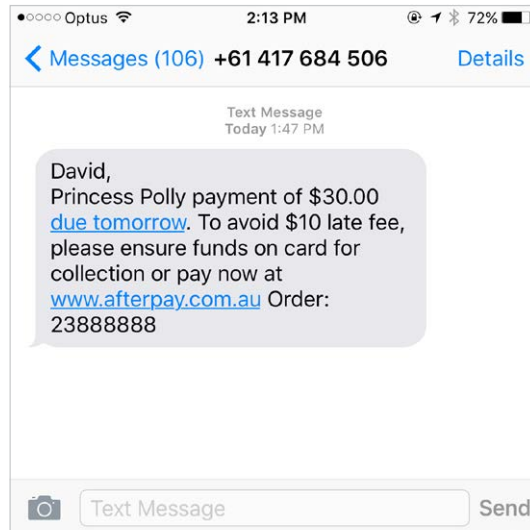 Optus 2:13 PM 72%
Messages (106) +61 417 684 506 Details
Text Message
Today 1:47 PM
David,
Princess Polly payment of $30.00
due tomorrow. To avoid $10 late fee,
please ensure funds on card for
collection or pay now at
www.afterpay.com.au Order:
23888888
Text Message Send